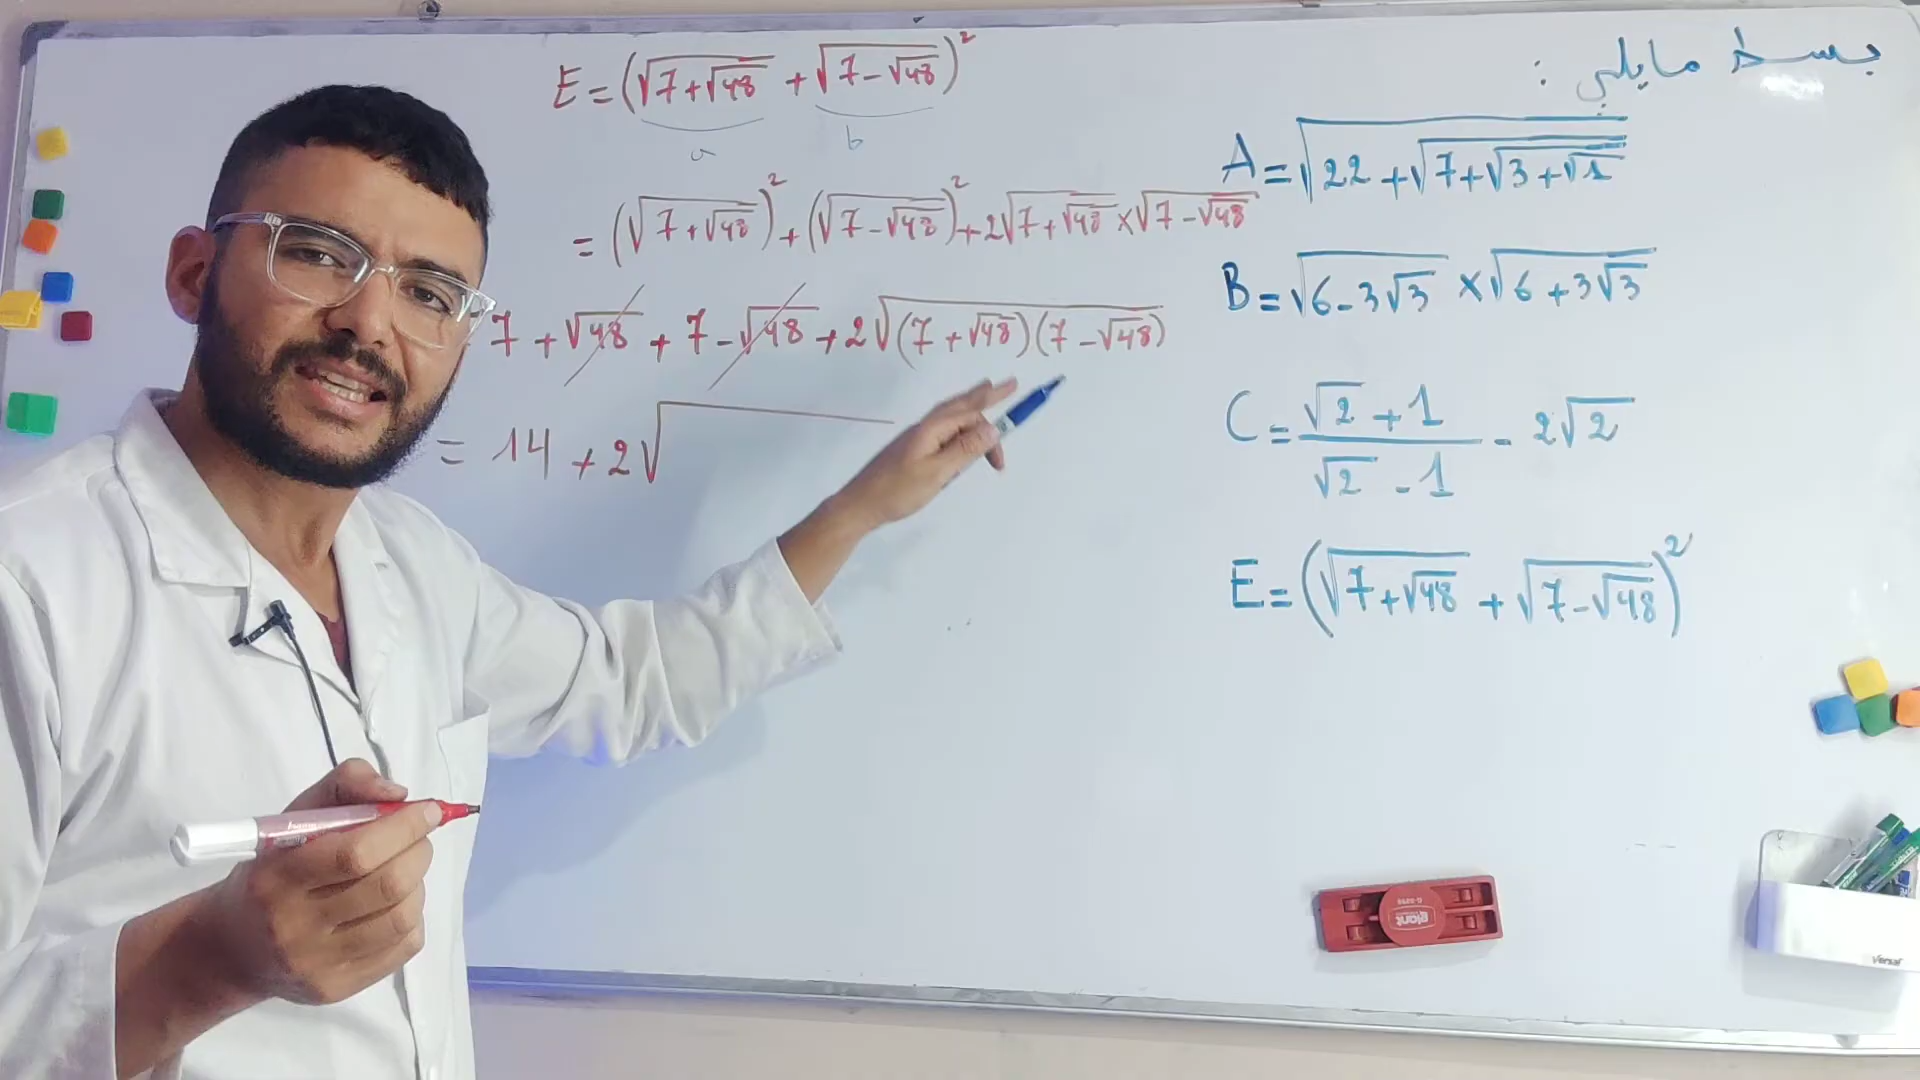 بسط مايلي :
A = √(22 + √(7 + √(3 + √1)))
B = √(6 - 3√3) × √(6 + 3√3)
C = (√2 + 1)/(√2 - 1) - 2√2
E = (√(7 + √48) + √(7 - √48))²
E = (√(7 + √48) + √(7 - √48))²
a b
= (√(7 + √48))² + (√(7 - √48))² + 2√(7 + √48) × √(7 - √48)
7 + √48 + 7 - √48 + 2√((7 + √48)(7 - √48))
= 14 + 2√
giant
Versaf